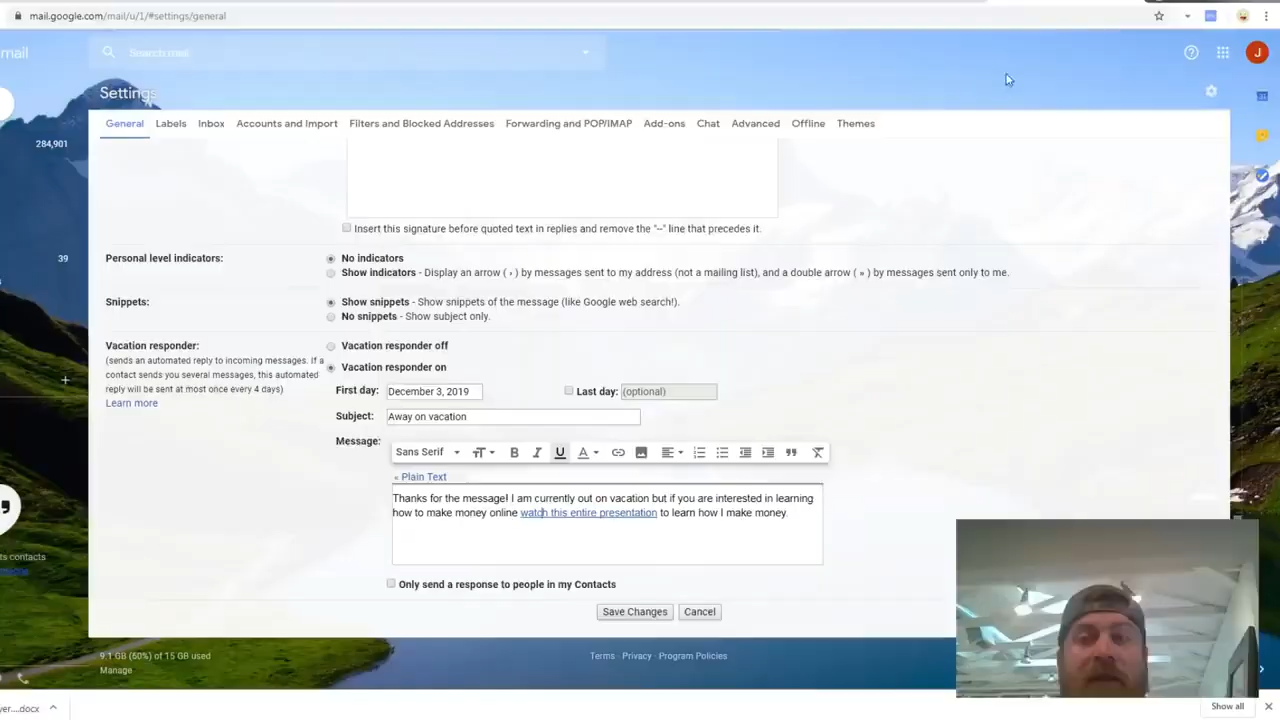 mail.google.com/mail/u/1/#settings/general
mail
Search mail
J
Settings
General Labels Inbox Accounts and Import Filters and Blocked Addresses Forwarding and POP/IMAP Add-ons Chat Advanced Offline Themes
284,901
Insert this signature before quoted text in replies and remove the "--" line that precedes it.
39
Personal level indicators:
No indicators
Show indicators - Display an arrow ( › ) by messages sent to my address (not a mailing list), and a double arrow ( » ) by messages sent only to me.
Snippets:
Show snippets - Show snippets of the message (like Google web search!).
No snippets - Show subject only.
Vacation responder:
(sends an automated reply to incoming messages. If a
contact sends you several messages, this automated
reply will be sent at most once every 4 days)
Learn more
Vacation responder off
Vacation responder on
First day: December 3, 2019 Last day: (optional)
Subject: Away on vacation
Message:
Sans Serif
« Plain Text
Thanks for the message! I am currently out on vacation but if you are interested in learning
how to make money online watch this entire presentation to learn how I make money.
ts contacts
Only send a response to people in my Contacts
Save Changes Cancel
9.1 GB (60%) of 15 GB used
Manage
Terms · Privacy · Program Policies
yer....docx
Show all